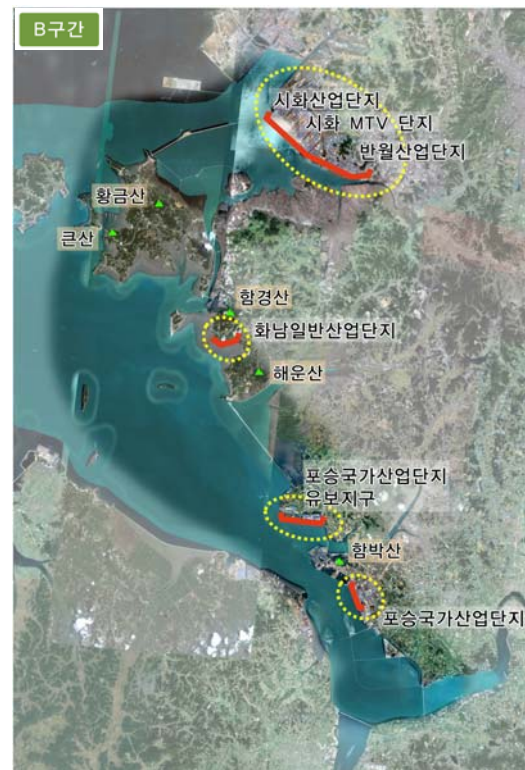 B구간
시화산업단지
시화 MTV 단지
반월산업단지
황금산
큰산
함경산
화남일반산업단지
해운산
포승국가산업단지
유보지구
함박산
포승국가산업단지